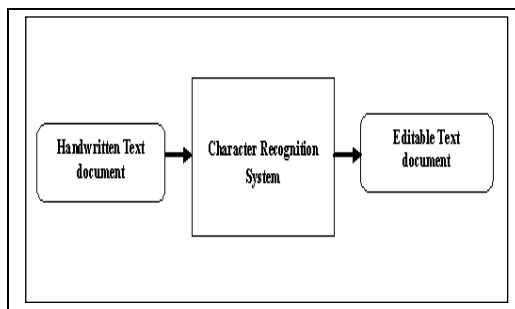 Handwritten Text
document
Character Recognition
System
Editable Text
document